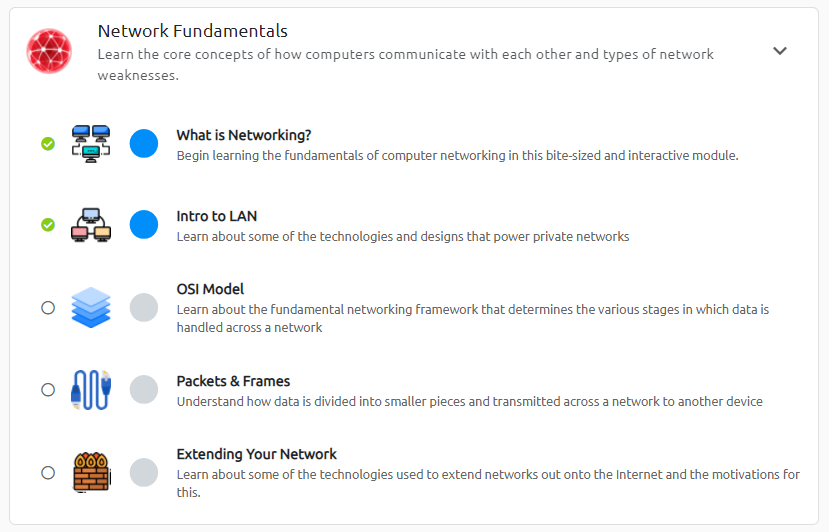 Network Fundamentals
Learn the core concepts of how computers communicate with each other and types of network
weaknesses.
What is Networking?
Begin learning the fundamentals of computer networking in this bite-sized and interactive module.
Intro to LAN
Learn about some of the technologies and designs that power private networks
OSI Model
Learn about the fundamental networking framework that determines the various stages in which data is
handled across a network
Packets & Frames
Understand how data is divided into smaller pieces and transmitted across a network to another device
Extending Your Network
Learn about some of the technologies used to extend networks out onto the Internet and the motivations for
this.